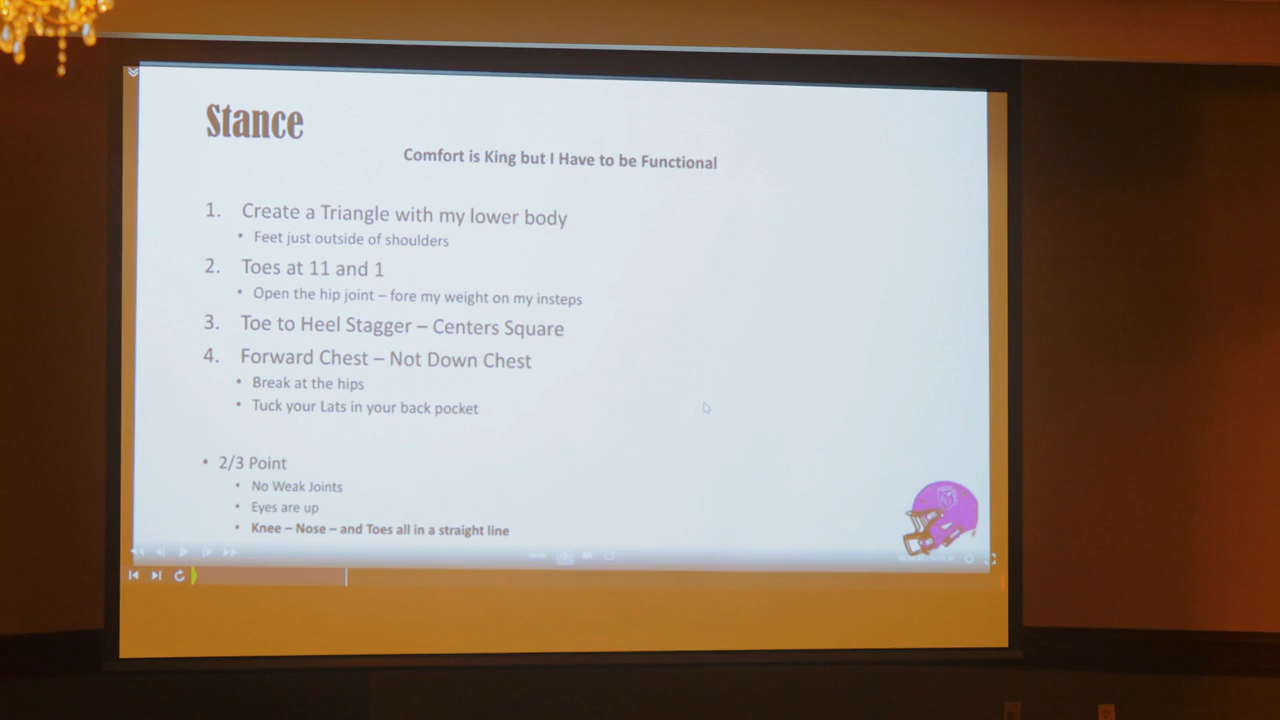 Stance
Comfort is King but I Have to be Functional
1. Create a Triangle with my lower body
• Feet just outside of shoulders
2. Toes at 11 and 1
• Open the hip joint – fore my weight on my insteps
3. Toe to Heel Stagger – Centers Square
4. Forward Chest – Not Down Chest
• Break at the hips
• Tuck your Lats in your back pocket
• 2/3 Point
• No Weak Joints
• Eyes are up
• Knee – Nose – and Toes all in a straight line